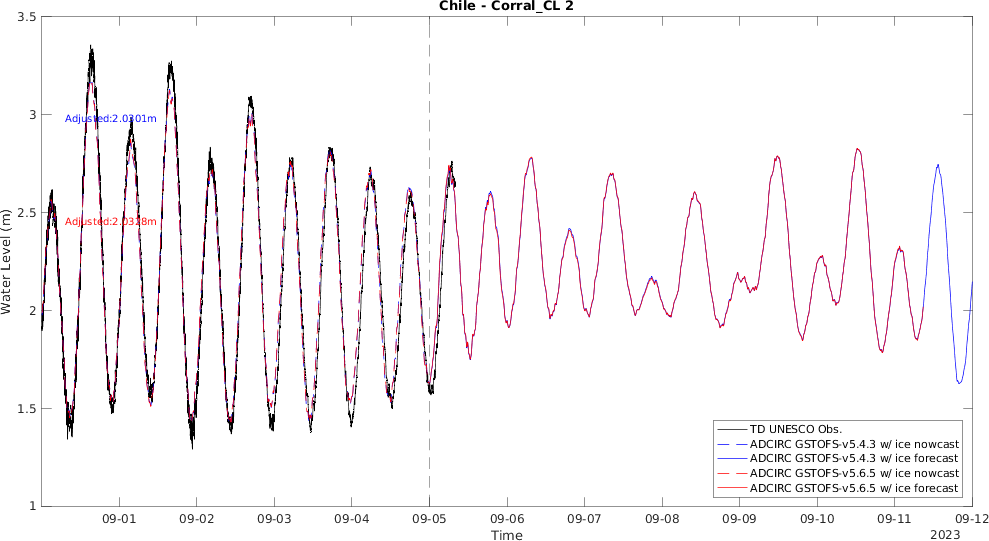 Chile - Corral_CL 2
3.5
3
2.5
2
1.5
1
Water Level (m)
Adjusted:2.0301m
Adjusted:2.0328m
TD UNESCO Obs.
ADCIRC GSTOFS-v5.4.3 w/ ice nowcast
ADCIRC GSTOFS-v5.4.3 w/ ice forecast
ADCIRC GSTOFS-v5.6.5 w/ ice nowcast
ADCIRC GSTOFS-v5.6.5 w/ ice forecast
09-01 09-02 09-03 09-04 09-05 09-06 09-07 09-08 09-09 09-10 09-11 09-12
Time
2023